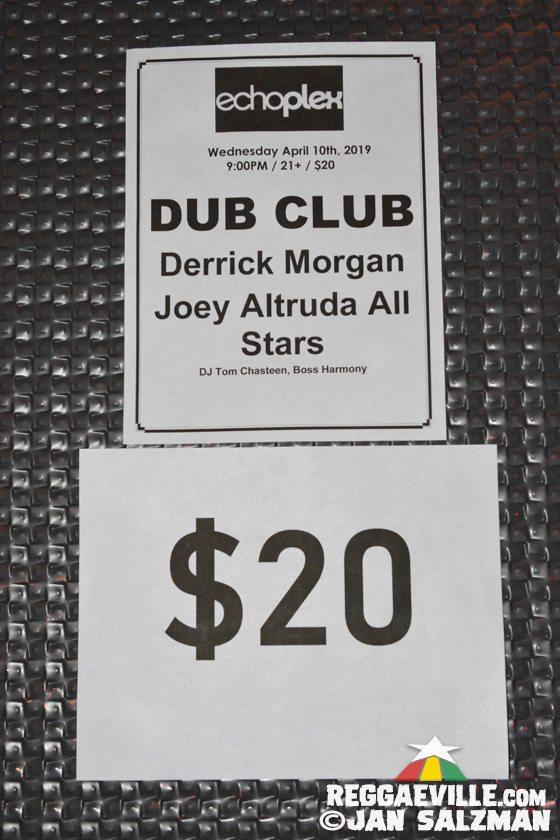 echoplex
Wednesday April 10th, 2019
9:00PM / 21+ / $20
DUB CLUB
Derrick Morgan
Joey Altruda All
Stars
DJ Tom Chasteen, Boss Harmony
$20
REGGAEVILLE.COM
© JAN SALZMAN